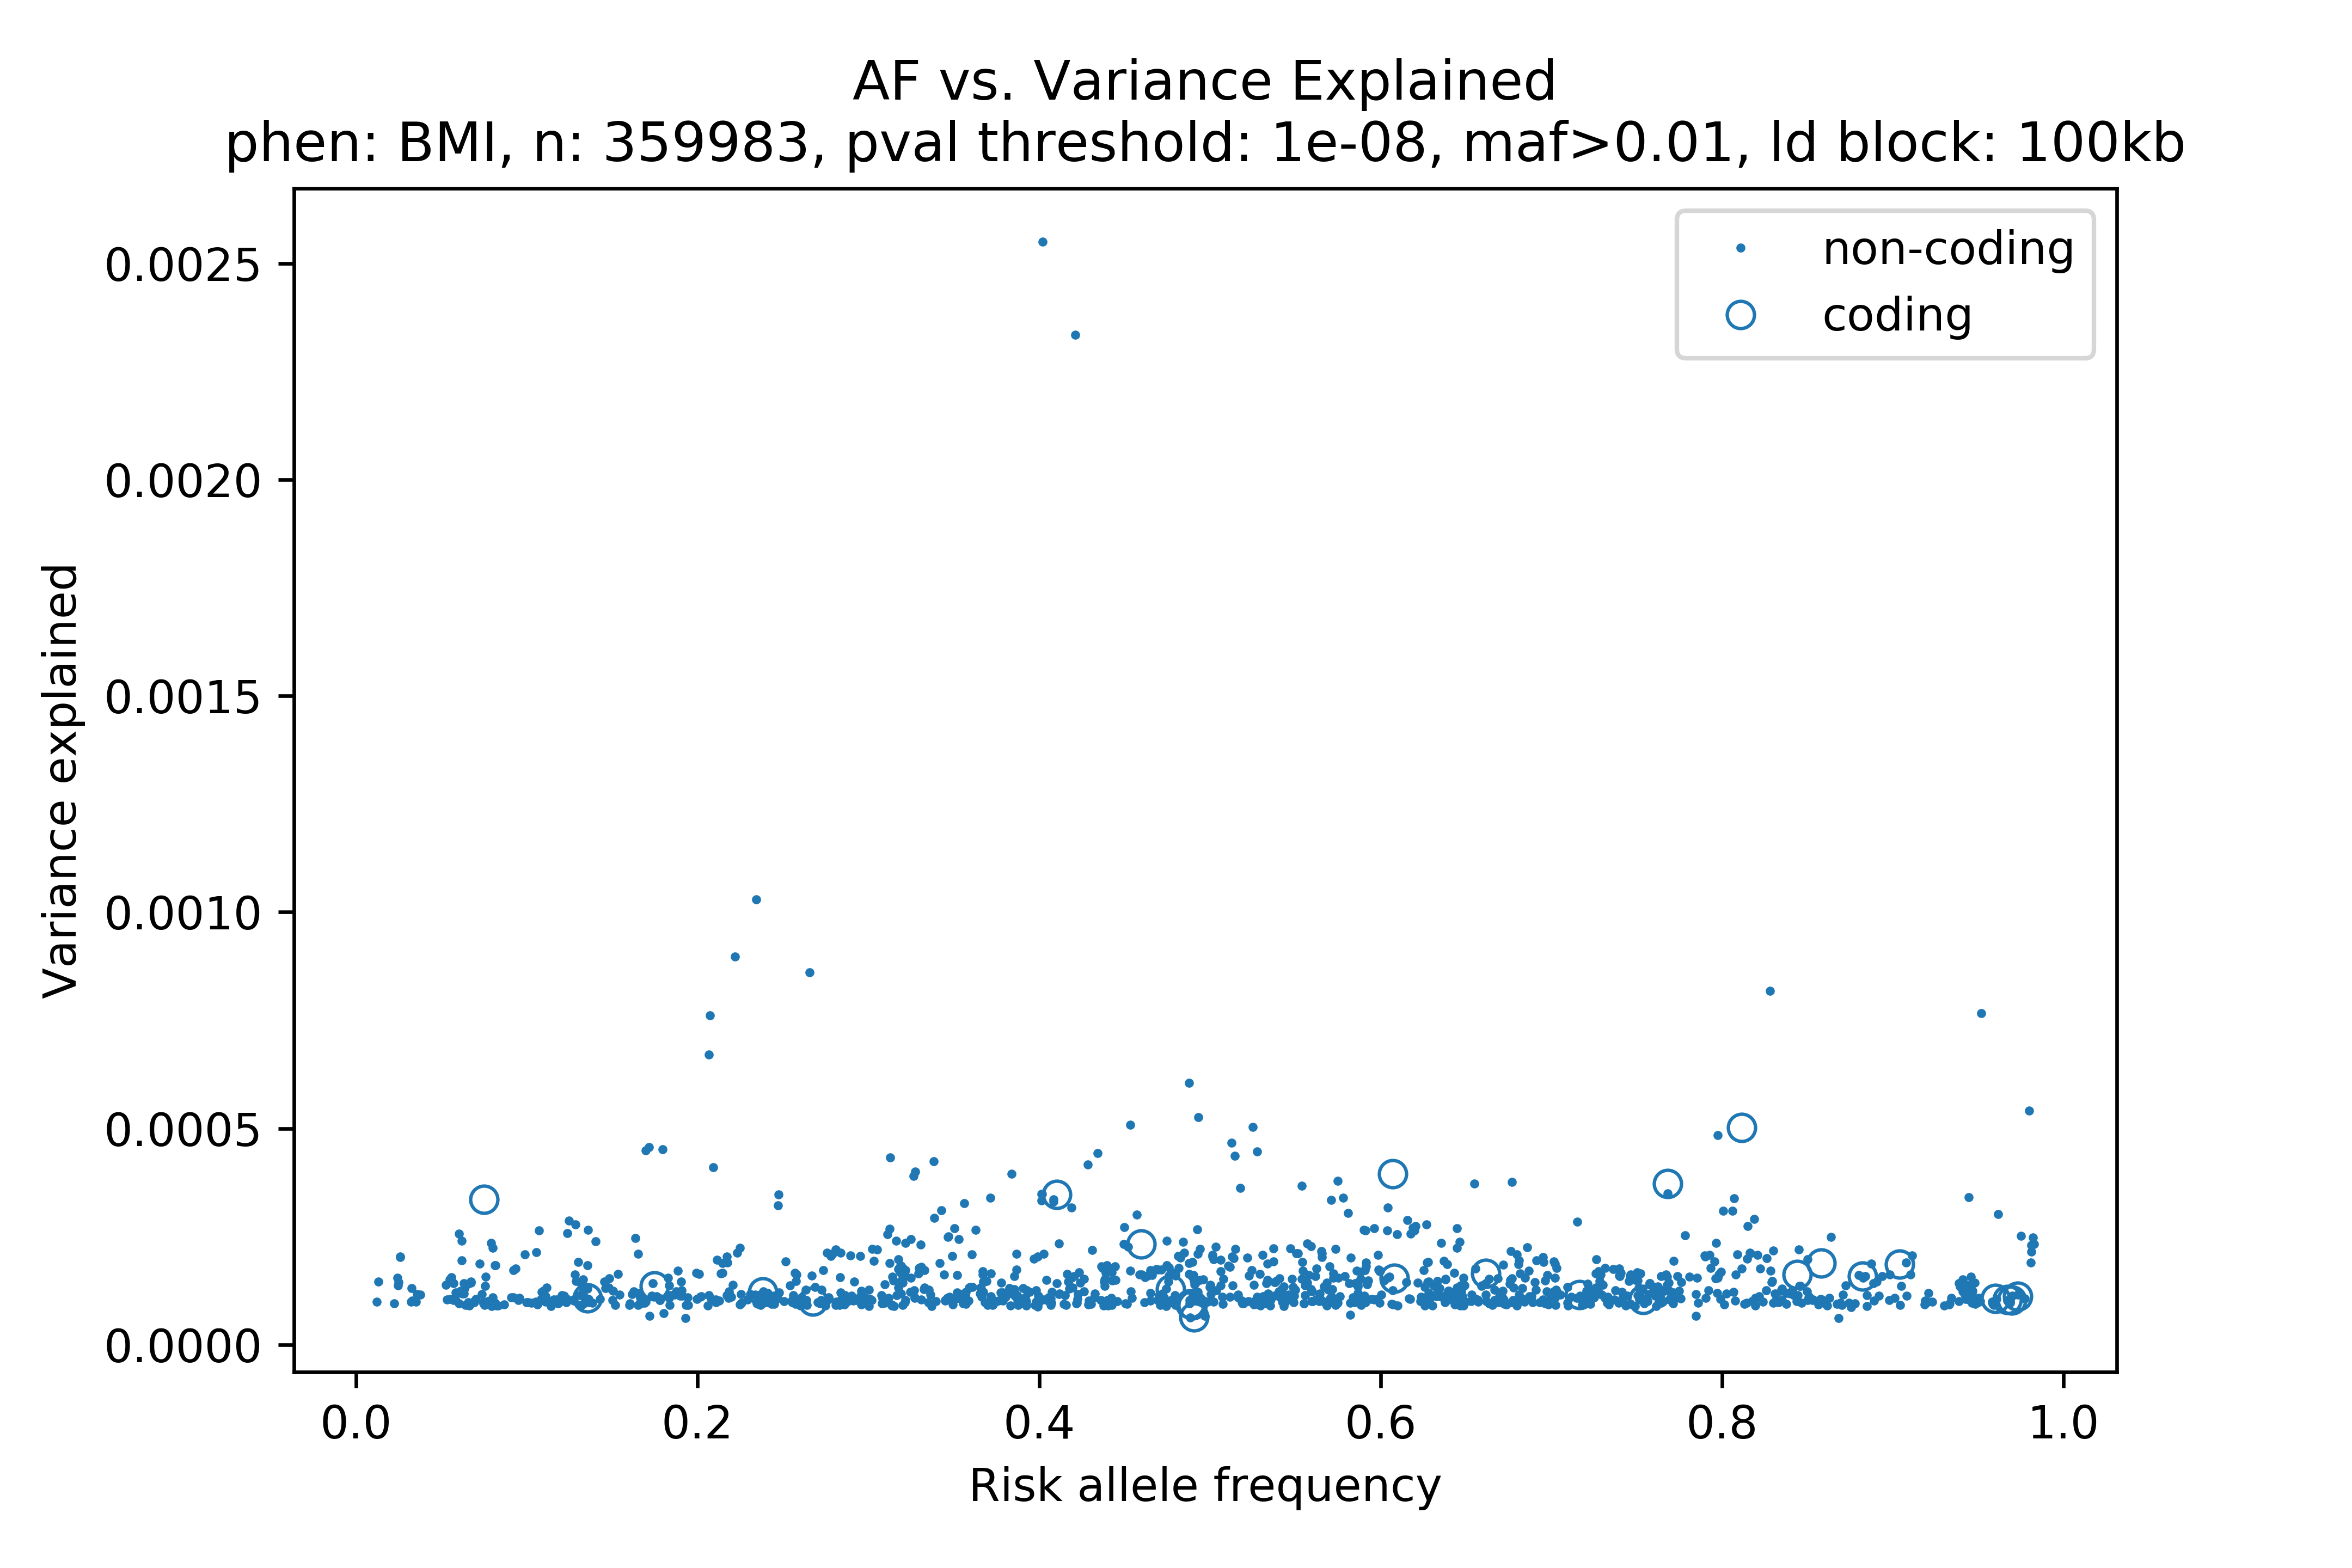 AF vs. Variance Explained
phen: BMI, n: 359983, pval threshold: 1e-08, maf>0.01, ld block: 100kb
non-coding
coding
0.0025
0.0020
0.0015
0.0010
0.0005
0.0000
Variance explained
0.0 0.2 0.4 0.6 0.8 1.0
Risk allele frequency